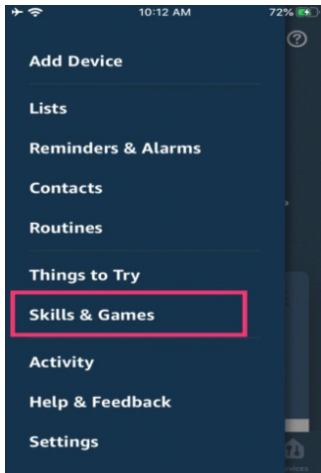 10:12 AM 72%
Add Device
Lists
Reminders & Alarms
Contacts
Routines
Things to Try
Skills & Games
Activity
Help & Feedback
Settings